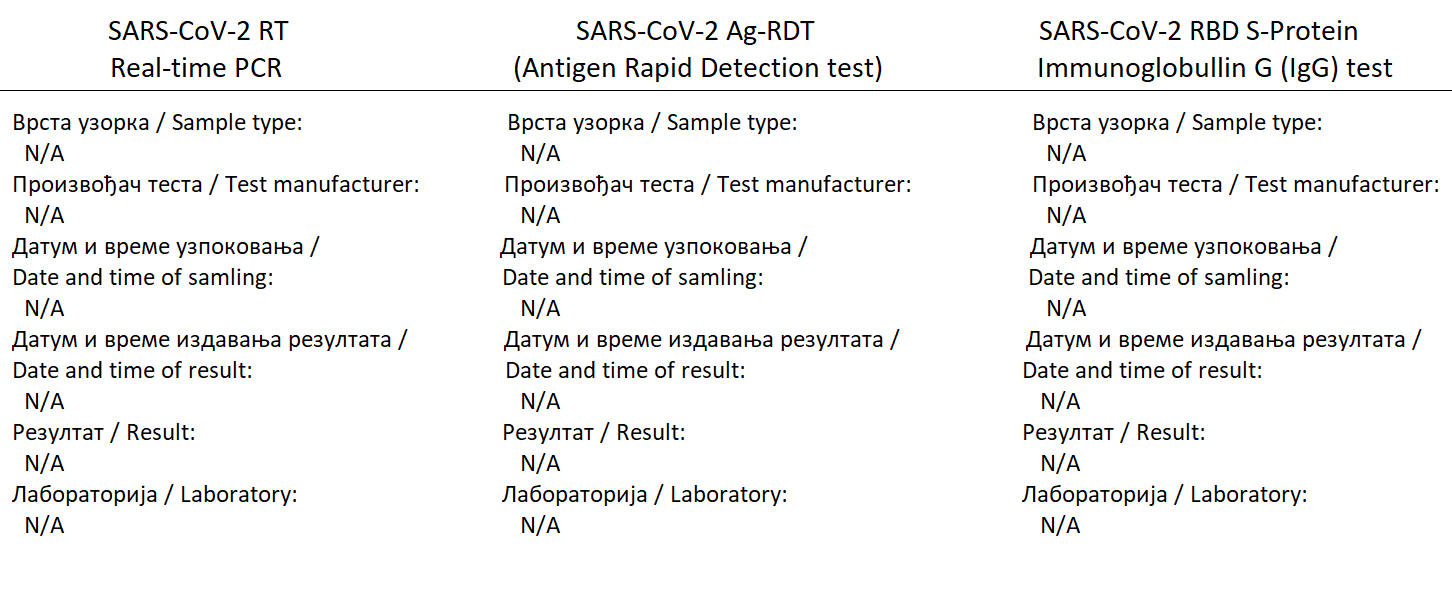 SARS-CoV-2 RT
Real-time PCR
Врста узорка / Sample type:
N/A
Произвођач теста / Test manufacturer:
N/A
Датум и време узпоковања /
Date and time of samling:
N/A
Датум и време издавања резултата /
Date and time of result:
N/A
Резултат / Result:
N/A
Лабораторија / Laboratory:
N/A
SARS-CoV-2 Ag-RDT
(Antigen Rapid Detection test)
Врста узорка / Sample type:
N/A
Произвођач теста / Test manufacturer:
N/A
Датум и време узпоковања /
Date and time of samling:
N/A
Датум и време издавања резултата /
Date and time of result:
N/A
Резултат / Result:
N/A
Лабораторија / Laboratory:
N/A
SARS-CoV-2 RBD S-Protein
Immunoglobullin G (IgG) test
Врста узорка / Sample type:
N/A
Произвођач теста / Test manufacturer:
N/A
Датум и време узпоковања /
Date and time of samling:
N/A
Датум и време издавања резултата /
Date and time of result:
N/A
Резултат / Result:
N/A
Лабораторија / Laboratory:
N/A